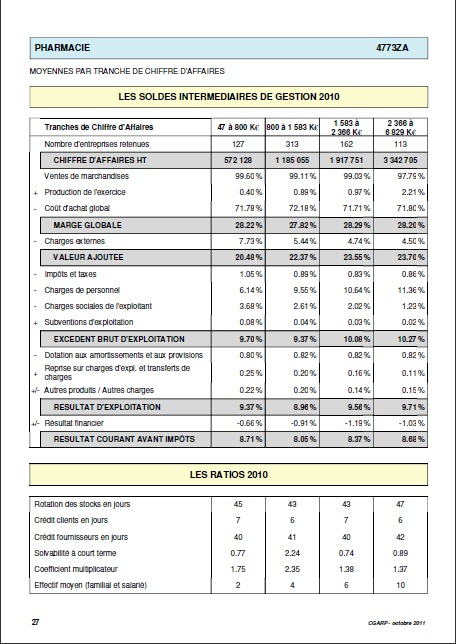 PHARMACIE 4773ZA
MOYENNES PAR TRANCHE DE CHIFFRE D'AFFAIRES
LES SOLDES INTERMEDIAIRES DE GESTION 2010
Tranches de Chiffre d'Affaires 47 à 800 K€ 800 à 1 583 K€ 1 583 à 2 366 K€ 2 366 à 6 829 K€
Nombre d'entreprises retenues 127 313 162 113
CHIFFRE D'AFFAIRES HT 572 128 1 185 055 1 917 751 3 342 705
Ventes de marchandises 99.60 % 99.11 % 99.03 % 97.79 %
+ Production de l'exercice 0.40 % 0.89 % 0.97 % 2.21 %
- Coût d'achat global 71.78 % 72.18 % 71.71 % 71.80 %
MARGE GLOBALE 28.22 % 27.82 % 28.29 % 28.20 %
- Charges externes 7.73 % 5.44 % 4.74 % 4.50 %
VALEUR AJOUTEE 20.48 % 22.37 % 23.55 % 23.70 %
- Impôts et taxes 1.05 % 0.89 % 0.83 % 0.86 %
- Charges de personnel 6.14 % 9.55 % 10.64 % 11.36 %
- Charges sociales de l'exploitant 3.68 % 2.61 % 2.02 % 1.23 %
+ Subventions d'exploitation 0.08 % 0.04 % 0.03 % 0.02 %
EXCEDENT BRUT D'EXPLOITATION 9.70 % 9.37 % 10.08 % 10.27 %
- Dotation aux amortissements et aux provisions 0.80 % 0.82 % 0.82 % 0.82 %
+ Reprise sur charges d'expl. et transferts de charges 0.25 % 0.20 % 0.16 % 0.11 %
+/- Autres produits / Autres charges 0.22 % 0.20 % 0.14 % 0.15 %
RESULTAT D'EXPLOITATION 9.37 % 8.96 % 9.56 % 9.71 %
+/- Résultat financier -0.66 % -0.91 % -1.19 % -1.03 %
RESULTAT COURANT AVANT IMPÔTS 8.71 % 8.05 % 8.37 % 8.68 %
LES RATIOS 2010
Rotation des stocks en jours 45 43 43 47
Crédit clients en jours 7 6 7 6
Crédit fournisseurs en jours 40 41 40 42
Solvabilité à court terme 0.77 2.24 0.74 0.89
Coefficient multiplicateur 1.75 2.35 1.38 1.37
Effectif moyen (familial et salarié) 2 4 6 10
27 CGARP - octobre 2011